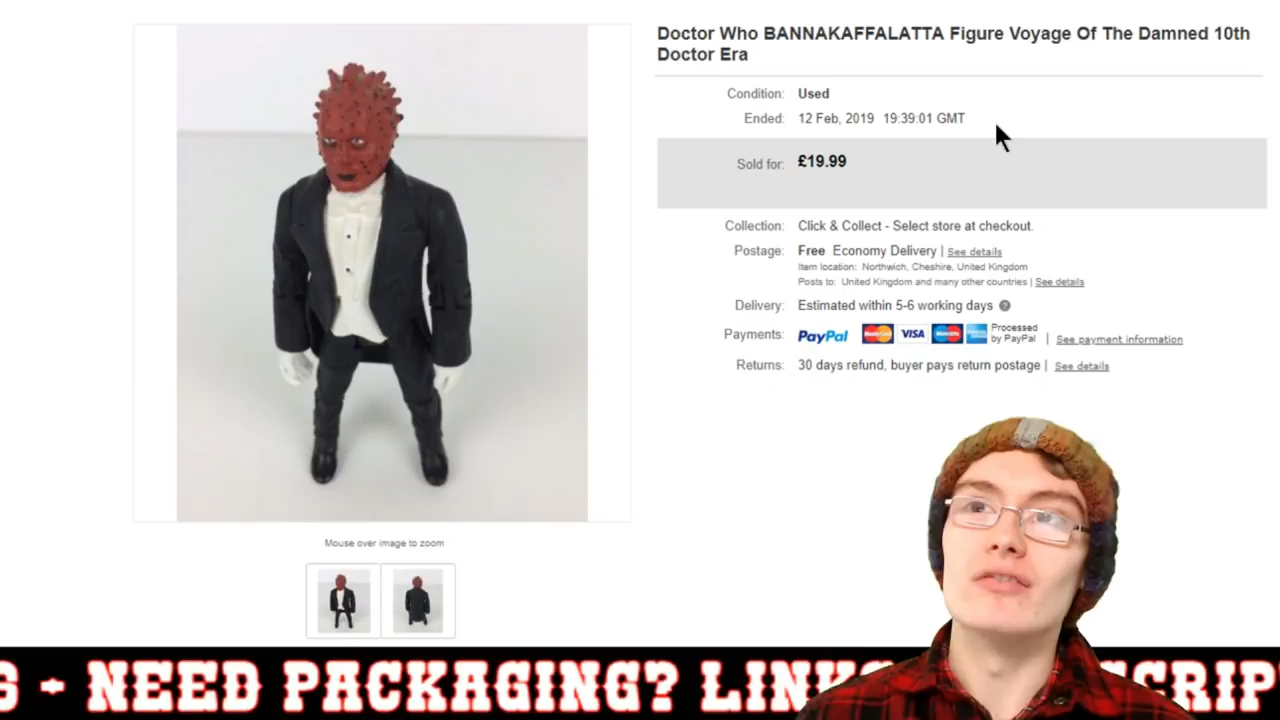 Doctor Who BANNAKAFFALATTA Figure Voyage Of The Damned 10th
Doctor Era
Condition: Used
Ended: 12 Feb, 2019 19:39:01 GMT
Sold for: £19.99
Collection: Click & Collect - Select store at checkout.
Postage: Free Economy Delivery | See details
Item location: Northwich, Cheshire, United Kingdom
Posts to: United Kingdom and many other countries | See details
Delivery: Estimated within 5-6 working days ?
Payments: PayPal MasterCard VISA Maestro Processed
by PayPal | See payment information
Returns: 30 days refund, buyer pays return postage | See details
Mouse over image to zoom
S - NEED PACKAGING? LINKS SCRIP